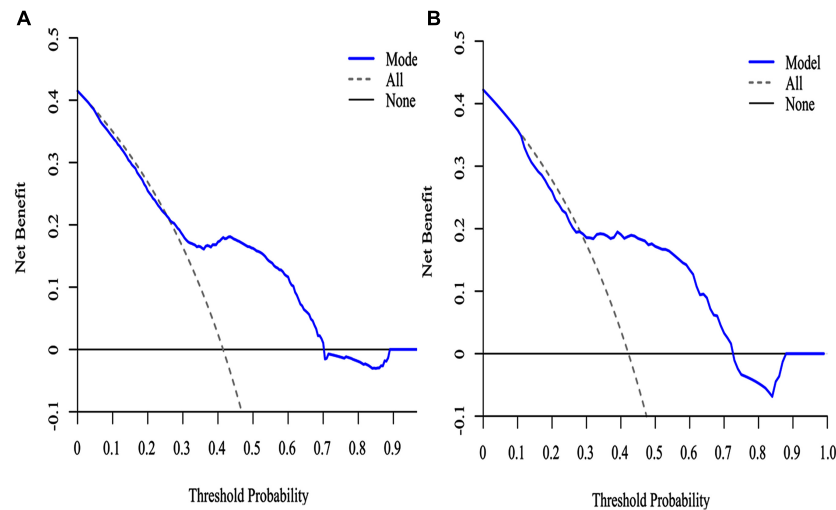 A
0.5
0.4
0.3
0.2
0.1
0
-0.1
Net Benefit
Mode
All
None
0 0.1 0.2 0.3 0.4 0.5 0.6 0.7 0.8 0.9
Threshold Probability
B
0.5
0.4
0.3
0.2
0.1
0
-0.1
Net Benefit
Model
All
None
0 0.1 0.2 0.3 0.4 0.5 0.6 0.7 0.8 0.9 1.0
Threshold Probability